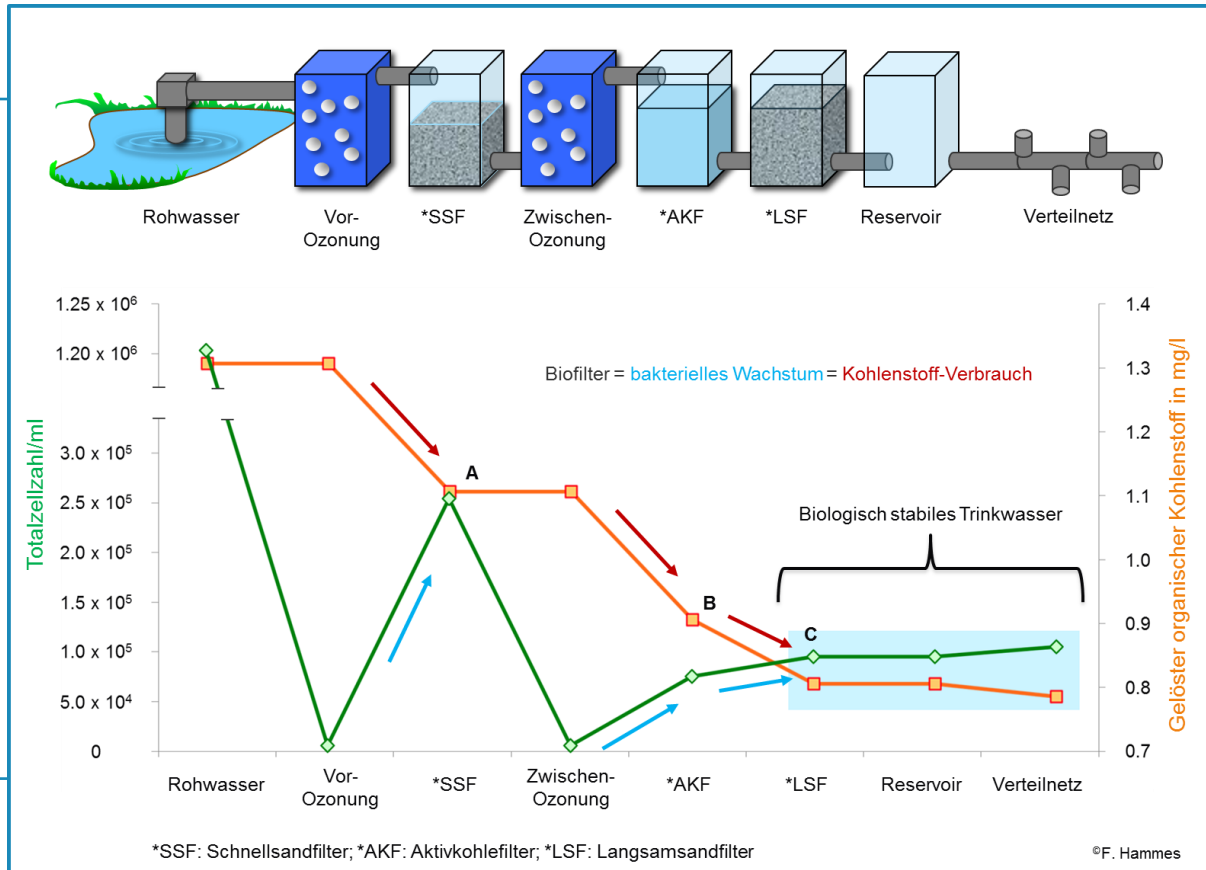 Rohwasser
Vor-
Ozonung
*SSF
Zwischen-
Ozonung
*AKF
*LSF
Reservoir
Verteilnetz
Totalzellzahl/ml
1.25 x 10⁶
1.20 x 10⁶
3.0 x 10⁵
2.5 x 10⁵
2.0 x 10⁵
1.5 x 10⁵
1.0 x 10⁵
5.0 x 10⁴
0
Biofilter = bakterielles Wachstum = Kohlenstoff-Verbrauch
A
B
C
Biologisch stabiles Trinkwasser
1.4
1.3
1.2
1.1
1.0
0.9
0.8
0.7
Gelöster organischer Kohlenstoff in mg/l
Rohwasser
Vor-
Ozonung
*SSF
Zwischen-
Ozonung
*AKF
*LSF
Reservoir
Verteilnetz
*SSF: Schnellsandfilter; *AKF: Aktivkohlefilter; *LSF: Langsamsandfilter
©F. Hammes